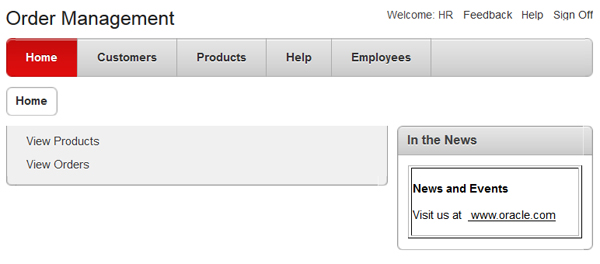 Order Management
Welcome: HR Feedback Help Sign Off
Home Customers Products Help Employees
Home
View Products
View Orders
In the News
News and Events
Visit us at www.oracle.com